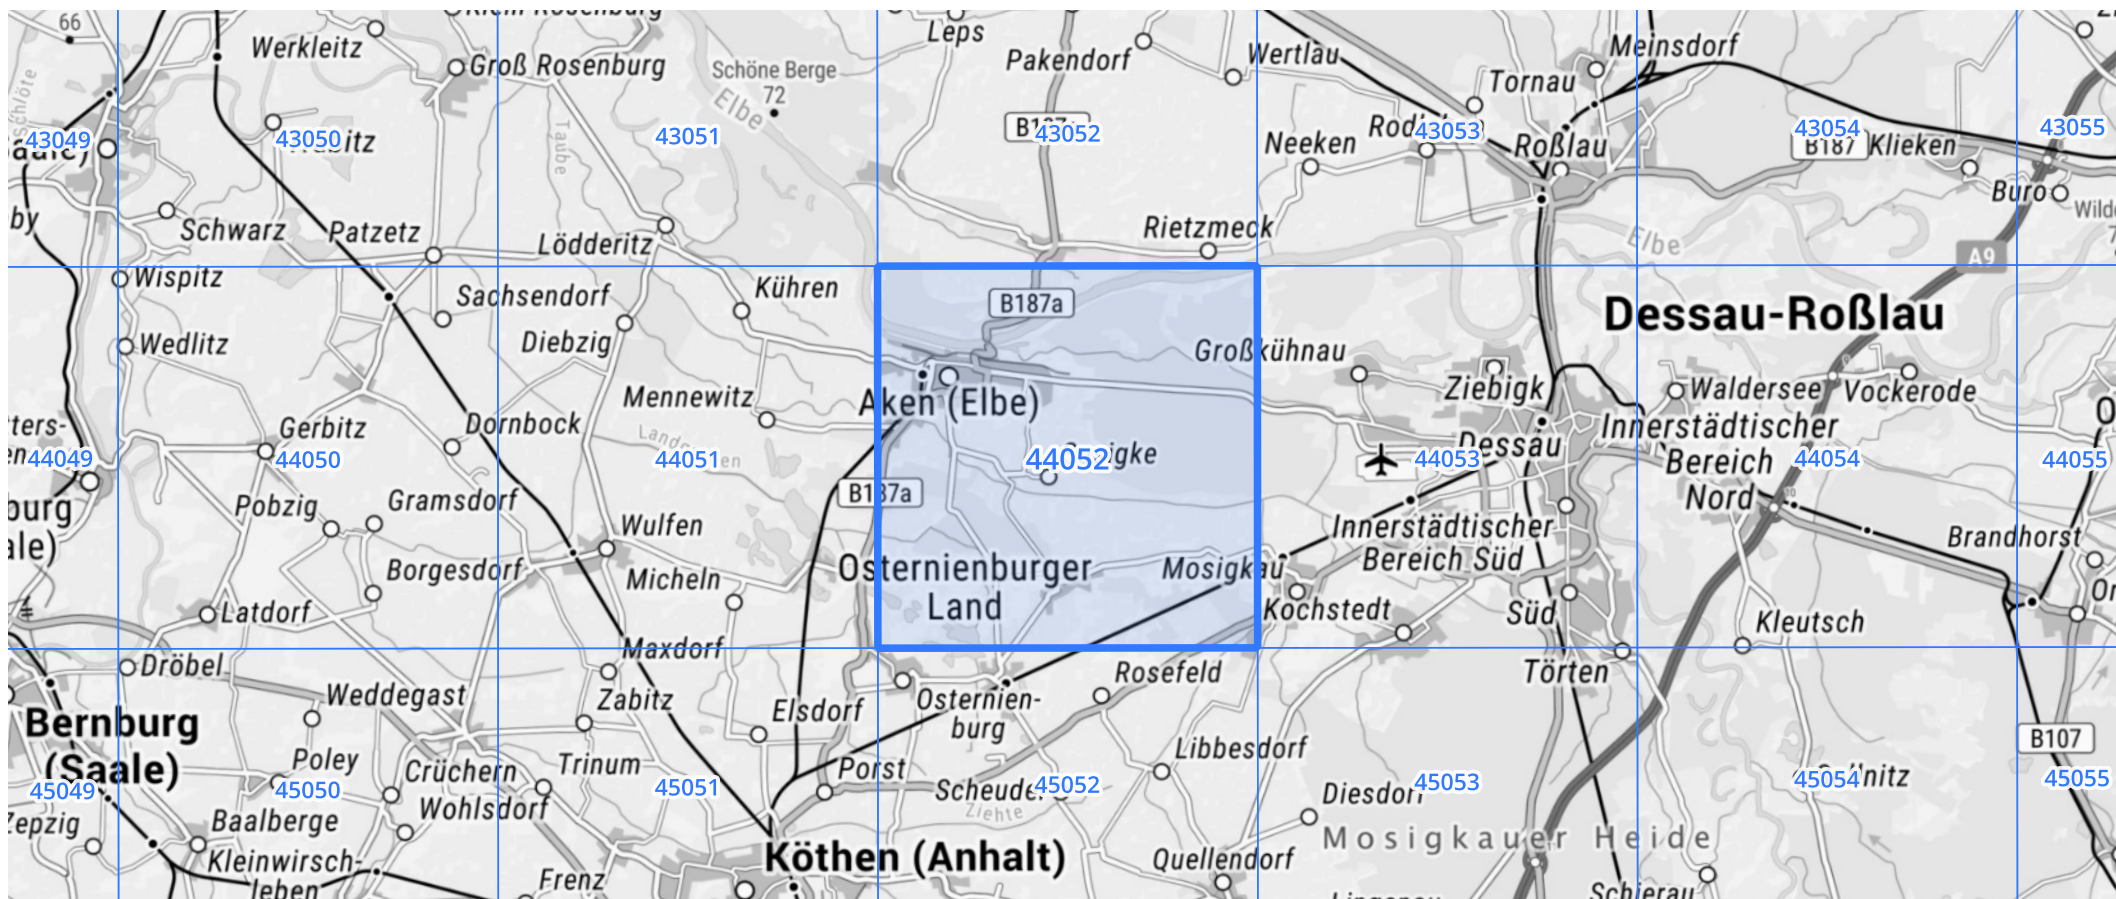 66
Werkleitz
Klein Rosenburg
Groß Rosenburg
Schöne Berge
72
Elbe
Leps
Pakendorf
Wertlau
Tornau
Meinsdorf
43049
43050
Taube
43051
43052
Neeken
43053
Roßlau
43054
B187
Klieken
43055
Buro
Schwarz
Patzetz
Lödderitz
Rietzmeck
Elbe
A9
Wispitz
Sachsendorf
Kühren
B187a
Dessau-Roßlau
Wedlitz
Diebzig
Großkühnau
Mennewitz
Aken (Elbe)
Ziebigk
Waldersee
Vockerode
Gerbitz
Dornbock
Innerstädtischer
Bereich
Nord
Dessau
44049
44050
44051
44052
44053
44054
44055
Pobzig
Gramsdorf
B187a
Wulfen
Innerstädtischer
Bereich Süd
Brandhorst
Borgesdorf
Micheln
Osternienburger
Land
Mosigkau
Latdorf
Kochstedt
Süd
Kleutsch
Dröbel
Maxdorf
Rosefeld
Törten
Weddegast
Zabitz
Elsdorf
Osternien-
burg
Bernburg
(Saale)
B107
Poley
Crüchern
Trinum
Porst
Libbesdorf
45049
45050
45051
45052
45053
45054
45055
Wohlsdorf
Ziehte
Diesdorf
Zepzig
Baalberge
Mosigkauer Heide
Kleinwirsch-
leben
Köthen (Anhalt)
Quellendorf
Frenz
Schierau